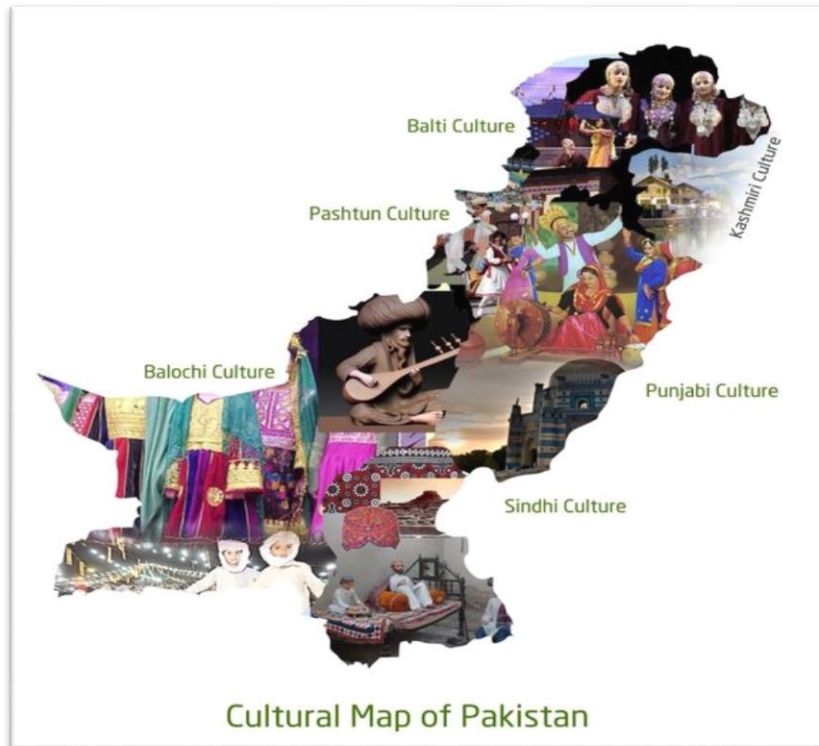 Balti Culture
Kashmiri Culture
Pashtun Culture
Balochi Culture
Punjabi Culture
Sindhi Culture
Cultural Map of Pakistan